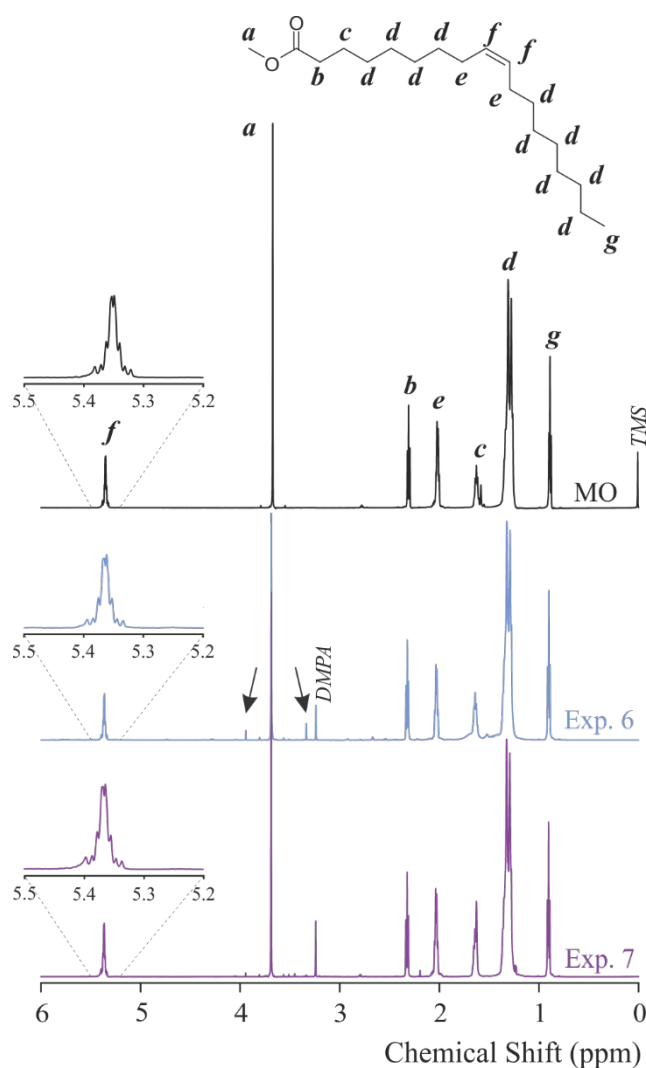 O
a c d d d f
O f
b d d e e d
a d d
d d
d g
d
g
b e
c
TMS
5.5 5.4 5.3 5.2
f
MO
5.5 5.4 5.3 5.2
DMPA
Exp. 6
5.5 5.4 5.3 5.2
Exp. 7
6 5 4 3 2 1 0
Chemical Shift (ppm)